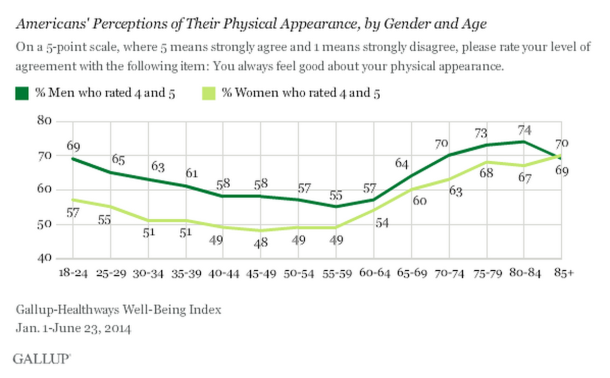 Americans' Perceptions of Their Physical Appearance, by Gender and Age
On a 5-point scale, where 5 means strongly agree and 1 means strongly disagree, please rate your level of
agreement with the following item: You always feel good about your physical appearance.
% Men who rated 4 and 5 % Women who rated 4 and 5
80
70
60
50
40
69 65 63 61 58 58 57 55 57 64 70 73 74 70
57 55 51 51 49 48 49 49 54 60 63 68 67 69
18-24 25-29 30-34 35-39 40-44 45-49 50-54 55-59 60-64 65-69 70-74 75-79 80-84 85+
Gallup-Healthways Well-Being Index
Jan. 1-June 23, 2014
GALLUP'